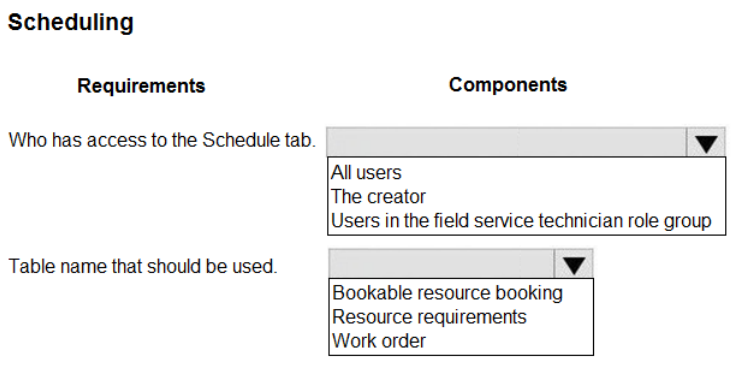 Scheduling
Requirements Components
Who has access to the Schedule tab.
All users
The creator
Users in the field service technician role group
Table name that should be used.
Bookable resource booking
Resource requirements
Work order